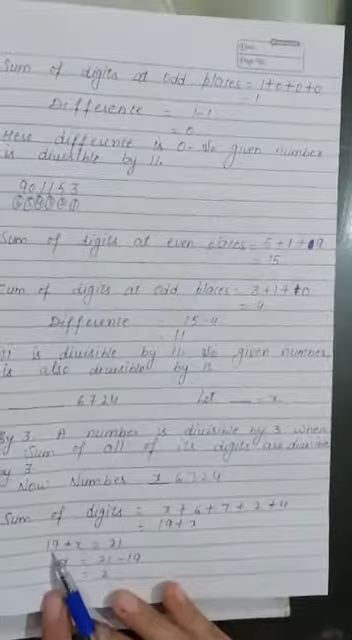 Sum of digits at odd places = 1+0+0+0
= 1
Difference = 1-1
= 0
Here difference is 0. So given number
is divisible by 11.
901153
Sum of digits at even places = 5+1+9
= 15
Sum of digits at odd places = 3+1+0
= 4
Difference = 15-4
= 11
11 is divisible by 11. So given number
is also divisible by 11
__6724 Let __ = x
By 3. A number is divisible by 3 when
sum of all of its digits are divisible
by 3
Now Number x 6724
Sum of digits = x+6+7+2+4
= 19+x
19+x = 21
= 21-19
= 2